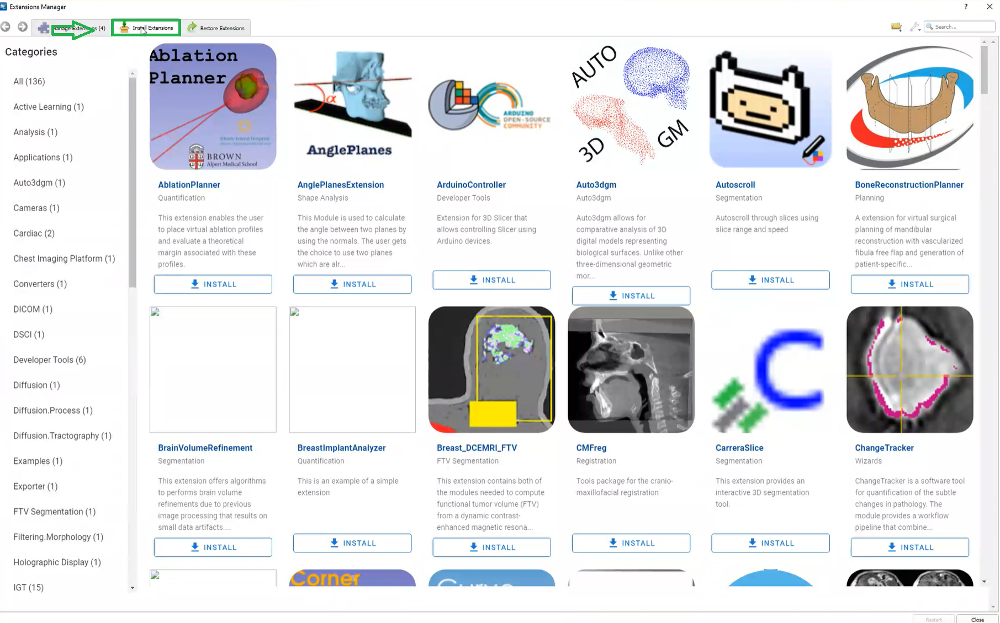 Extensions Manager
?
Manage Extensions (4)
Install Extensions
Restore Extensions
Search...
Categories
All (136)
Active Learning (1)
Analysis (1)
Applications (1)
Auto3dgm (1)
Cameras (1)
Cardiac (2)
Chest Imaging Platform (1)
Converters (1)
DICOM (1)
DSCI (1)
Developer Tools (6)
Diffusion (1)
Diffusion.Process (1)
Diffusion.Tractography (1)
Examples (1)
Exporter (1)
FTV Segmentation (1)
Filtering.Morphology (1)
Holographic Display (1)
IGT (15)
Ablation
Planner
Rhode Island Hospital
BROWN
Alpert Medical School
AblationPlanner
Quantification
This extension enables the user
to place virtual ablation profiles
and evaluate a theoretical
margin associated with these
profiles.
INSTALL
α
AnglePlanes
AnglePlanesExtension
Shape Analysis
This Module is used to calculate
the angle between two planes by
using the normals. The user gets
the choice to use two planes
which are alr...
INSTALL
ARDUINO
OPEN-SOURCE
COMMUNITY
ArduinoController
Developer Tools
Extension for 3D Slicer that
allows controlling Slicer using
Arduino devices.
INSTALL
AUTO
3D
GM
Auto3dgm
Auto3dgm
Auto3dgm allows for
comparative analysis of 3D
digital models representing
biological surfaces. Unlike other
three-dimensional geometric
mor...
INSTALL
Autoscroll
Segmentation
Autoscroll through slices using
slice range and speed
INSTALL
BoneReconstructionPlanner
Planning
A extension for virtual surgical
planning of mandibular
reconstruction with vascularized
fibula free flap and generation of
patient-specific...
INSTALL
BrainVolumeRefinement
Segmentation
This extension offers algorithms
to performs brain volume
refinements due to previous
image processing that results on
small data artifacts....
INSTALL
BreastImplantAnalyzer
Quantification
This is an example of a simple
extension
INSTALL
Breast_DCEMRI_FTV
FTV Segmentation
This extension contains both of
the modules needed to compute
functional tumor volume (FTV)
from a dynamic contrast-
enhanced magnetic resona...
INSTALL
CMFreg
Registration
Tools package for the cranio-
maxillofacial registration
INSTALL
C
CarreraSlice
Segmentation
This extension provides an
interactive 3D segmentation
tool.
INSTALL
ChangeTracker
Wizards
ChangeTracker is a software tool
for quantification of the subtle
changes in pathology. The
module provides a workflow
pipeline that combine...
INSTALL
Corner
Restart
Close